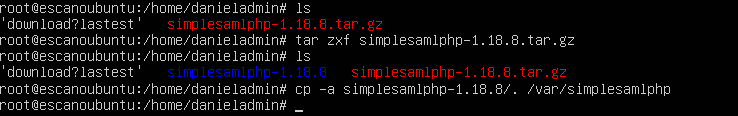 root@escanoubuntu:/home/danieladmin# ls
'download?lastest'   simplesamlphp-1.18.8.tar.gz
root@escanoubuntu:/home/danieladmin# tar zxf simplesamlphp-1.18.8.tar.gz
root@escanoubuntu:/home/danieladmin# ls
'download?lastest'   simplesamlphp-1.18.8   simplesamlphp-1.18.8.tar.gz
root@escanoubuntu:/home/danieladmin# cp -a simplesamlphp-1.18.8/. /var/simplesamlphp
root@escanoubuntu:/home/danieladmin# _